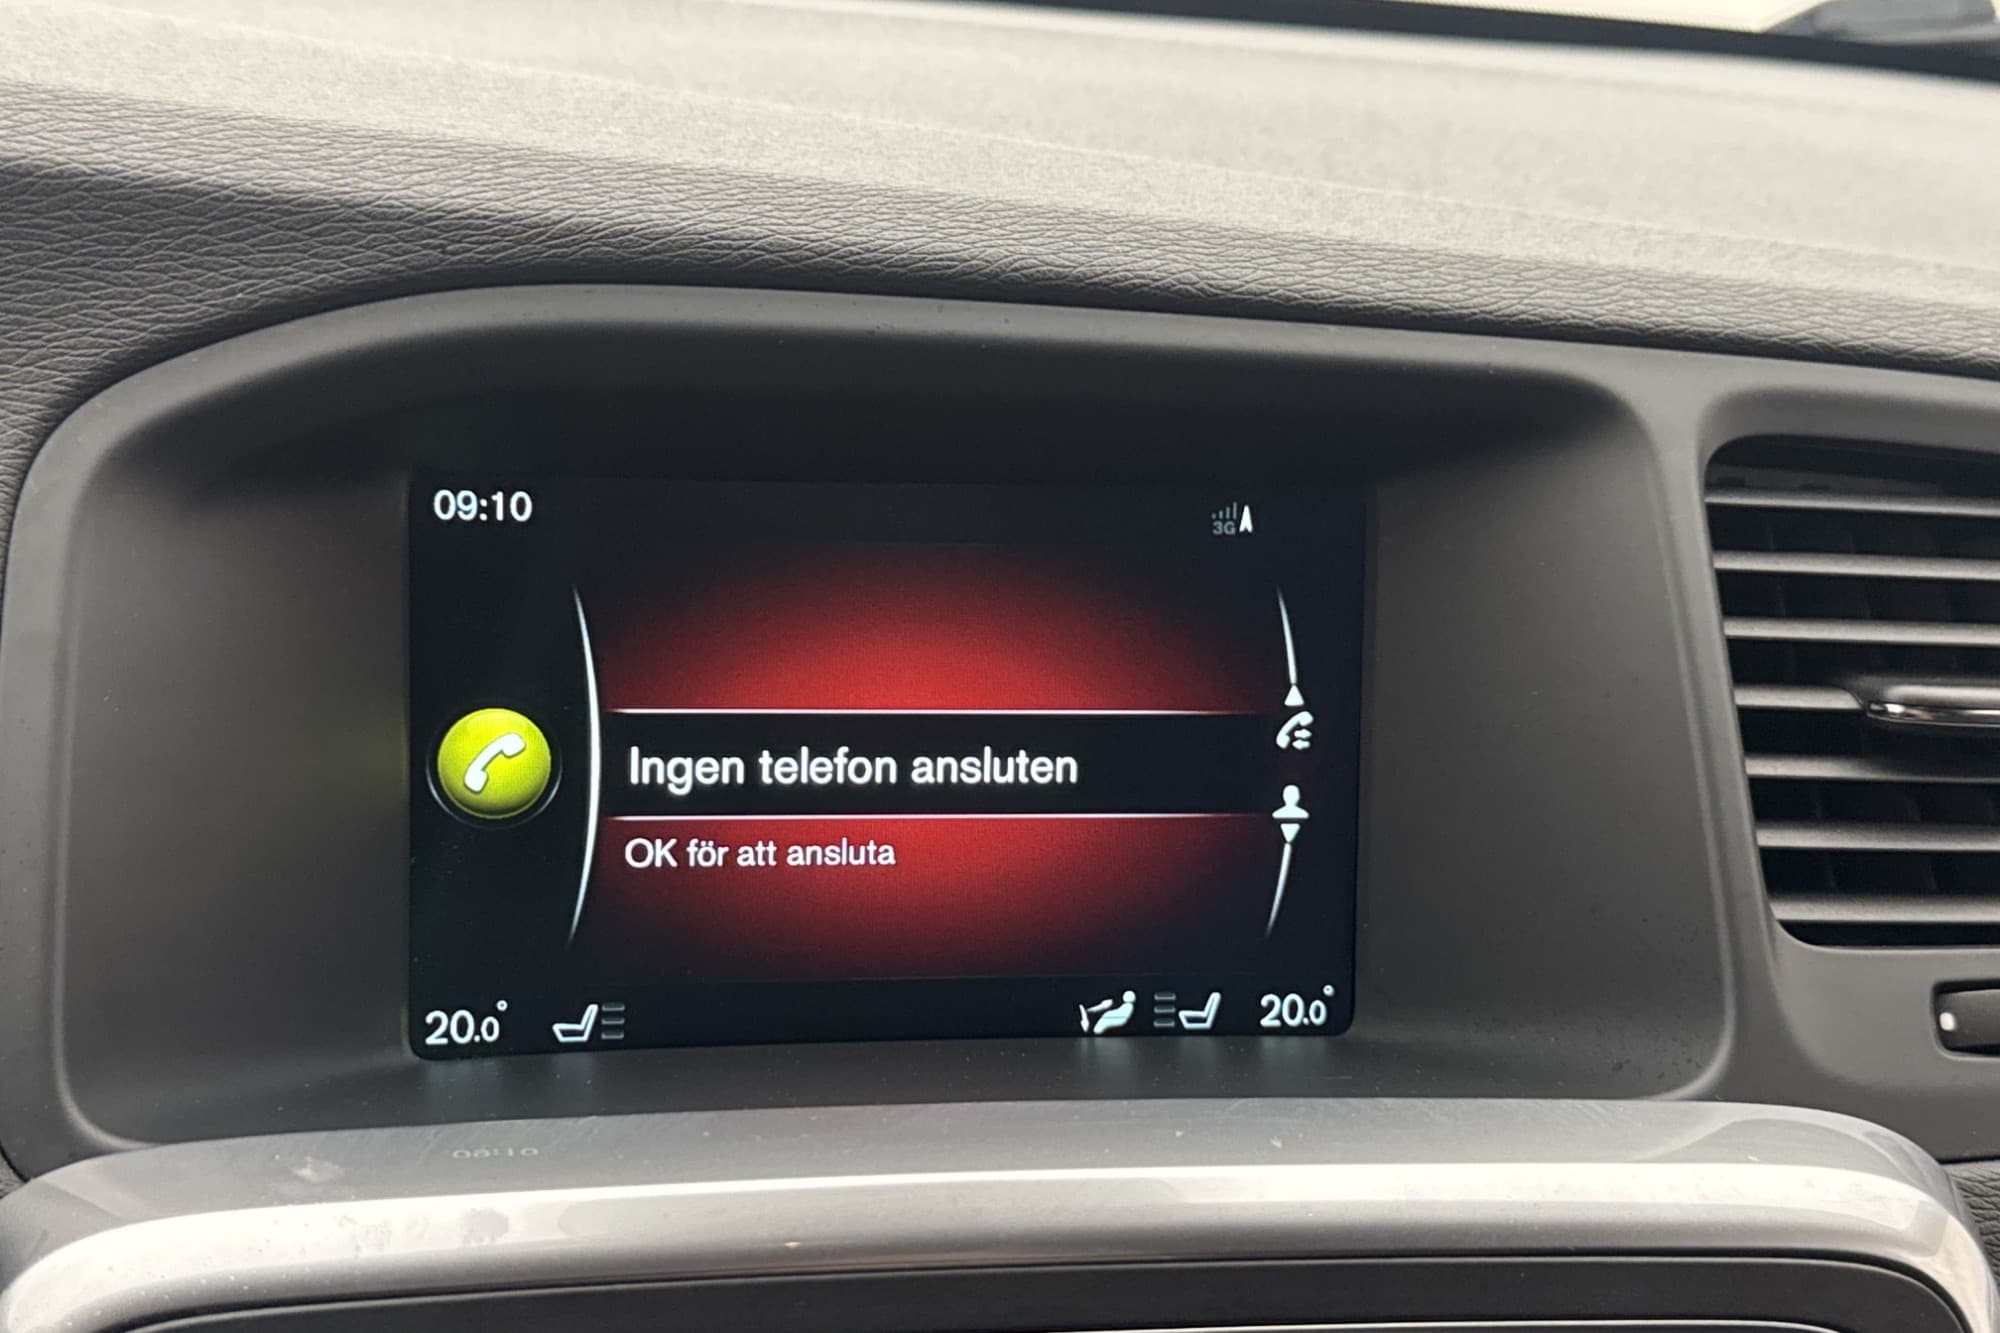 09:10
3G
Ingen telefon ansluten
OK för att ansluta
20.0° 20.0°